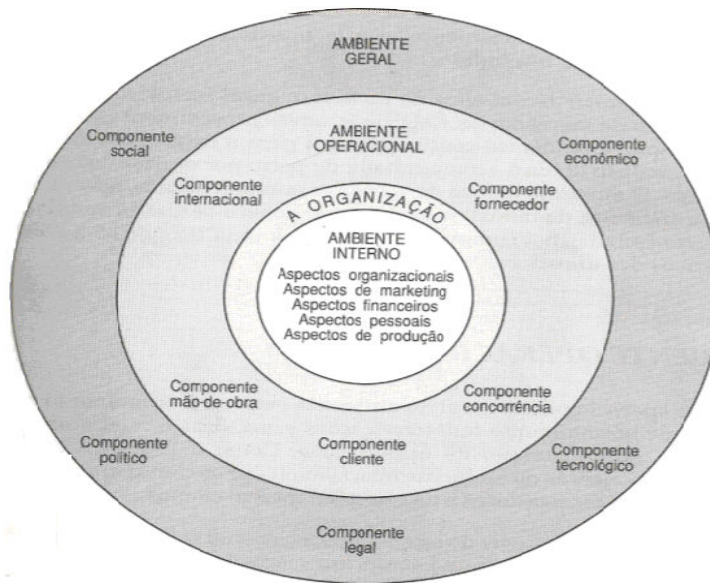 AMBIENTE
GERAL
Componente
social
AMBIENTE
OPERACIONAL
Componente
econômico
Componente
internacional
Componente
fornecedor
A ORGANIZAÇÃO
AMBIENTE
INTERNO
Aspectos organizacionais
Aspectos de marketing
Aspectos financeiros
Aspectos pessoais
Aspectos de produção
Componente
mão-de-obra
Componente
concorrência
Componente
político
Componente
cliente
Componente
tecnológico
Componente
legal